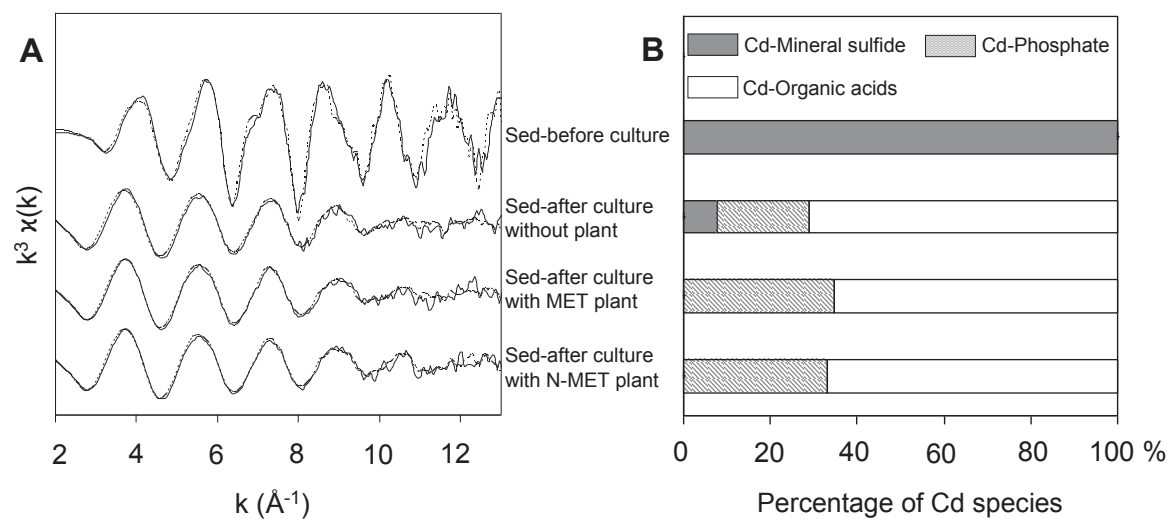 A
k³ χ(k)
2 4 6 8 10 12
k (Å⁻¹)
Sed-before culture
Sed-after culture
without plant
Sed-after culture
with MET plant
Sed-after culture
with N-MET plant
B
Cd-Mineral sulfide
Cd-Phosphate
Cd-Organic acids
0 20 40 60 80 100 %
Percentage of Cd species